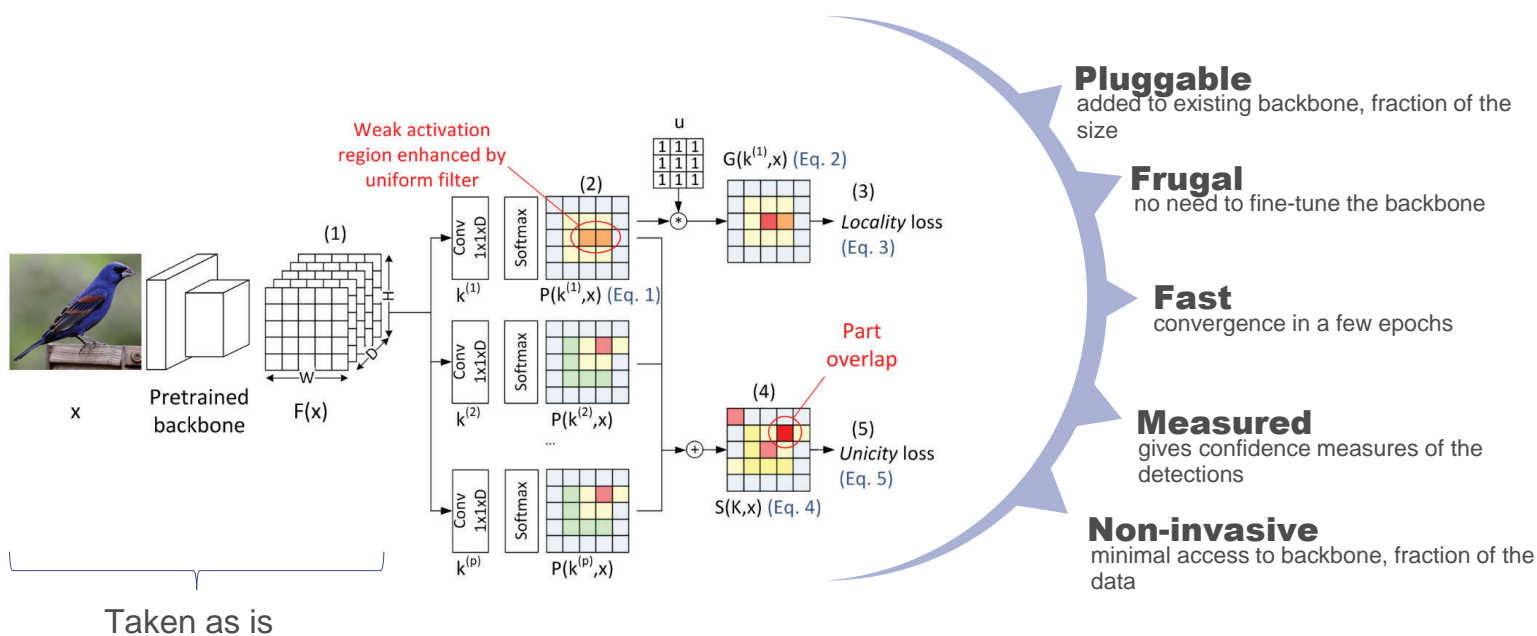 Weak activation
region enhanced by
uniform filter
u
1 1 1
1 1 1
1 1 1
G(k(1),x) (Eq. 2)
(1)
(2)
(3)
Locality loss
(Eq. 3)
Conv
1x1xD
Softmax
k(1)
P(k(1),x) (Eq. 1)
H
D
W
x
Pretrained
backbone
F(x)
Conv
1x1xD
Softmax
k(2)
P(k(2),x)
...
*
+
Part
overlap
(4)
(5)
Unicity loss
(Eq. 5)
S(K,x) (Eq. 4)
Conv
1x1xD
Softmax
k(p)
P(k(p),x)
Taken as is
Pluggable
added to existing backbone, fraction of the
size
Frugal
no need to fine-tune the backbone
Fast
convergence in a few epochs
Measured
gives confidence measures of the
detections
Non-invasive
minimal access to backbone, fraction of the
data